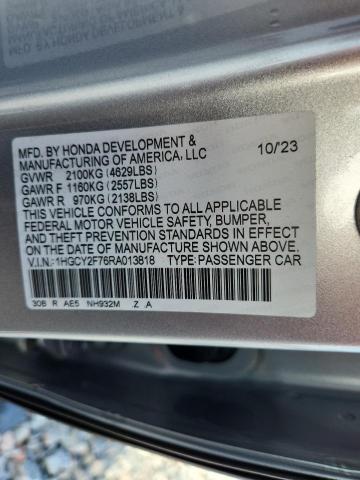 MFD. BY HONDA DEVELOPMENT &
MANUFACTURING OF AMERICA, LLC 10/23
GVWR 2100KG (4629LBS)
GAWR F 1160KG (2557LBS)
GAWR R 970KG (2138LBS)
THIS VEHICLE CONFORMS TO ALL APPLICABLE
FEDERAL MOTOR VEHICLE SAFETY, BUMPER,
AND THEFT PREVENTION STANDARDS IN EFFECT
ON THE DATE OF MANUFACTURE SHOWN ABOVE.
V.I.N.: 1HGCY2F76RA013818 TYPE: PASSENGER CAR
30B R AE5 NH932M .Z .A